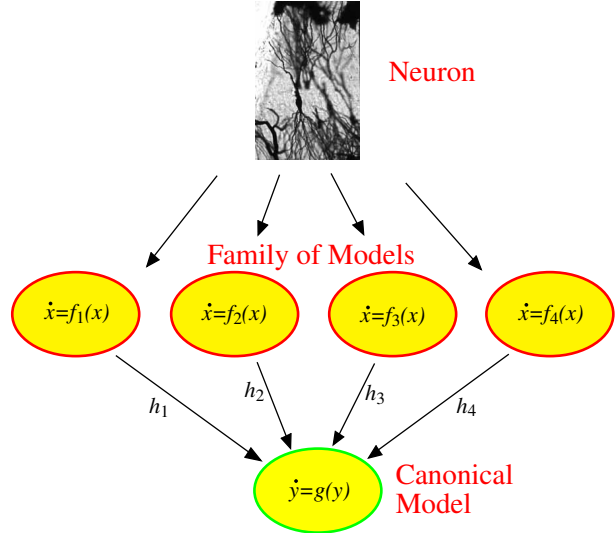 Neuron
Family of Models
ẋ=f₁(x) ẋ=f₂(x) ẋ=f₃(x) ẋ=f₄(x)
h₁ h₂ h₃ h₄
ẏ=g(y)
Canonical
Model